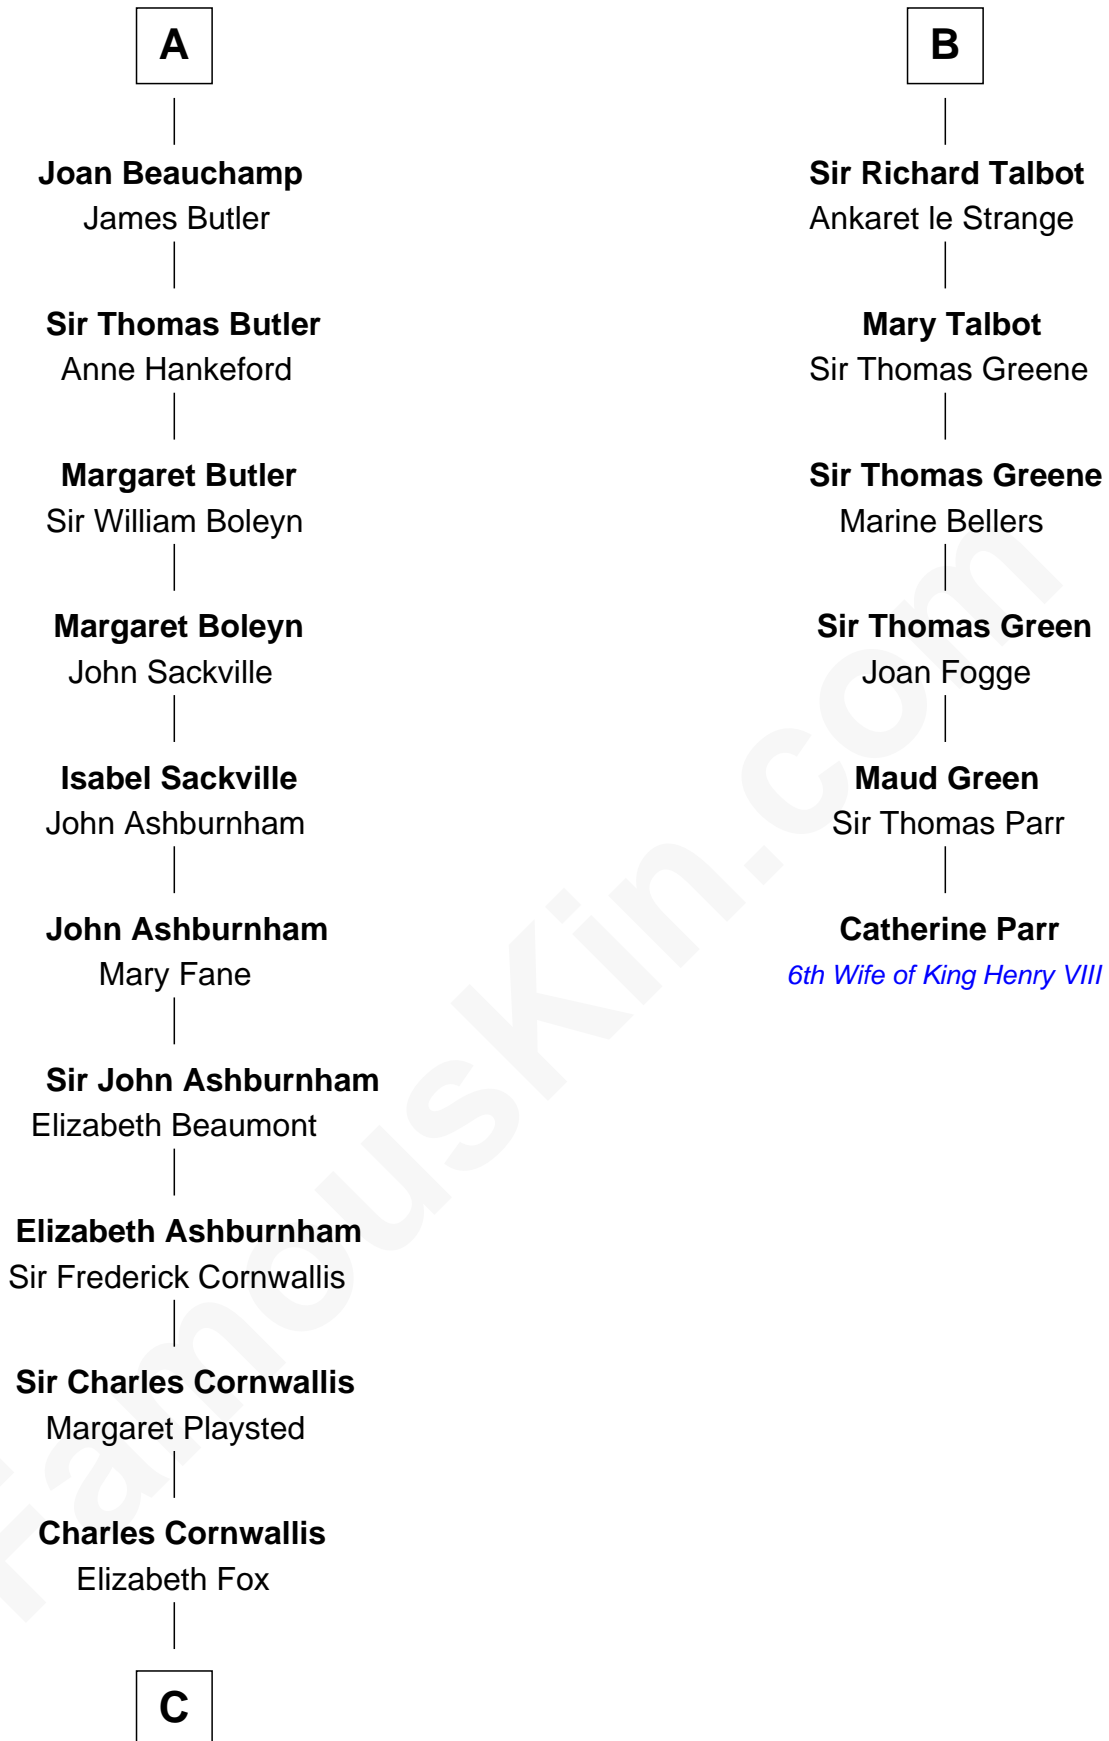 A
Joan Beauchamp
James Butler
Sir Thomas Butler
Anne Hankeford
Margaret Butler
Sir William Boleyn
Margaret Boleyn
John Sackville
Isabel Sackville
John Ashburnham
John Ashburnham
Mary Fane
Sir John Ashburnham
Elizabeth Beaumont
Elizabeth Ashburnham
Sir Frederick Cornwallis
Sir Charles Cornwallis
Margaret Playsted
Charles Cornwallis
Elizabeth Fox
C
B
Sir Richard Talbot
Ankaret le Strange
Mary Talbot
Sir Thomas Greene
Sir Thomas Greene
Marine Bellers
Sir Thomas Green
Joan Fogge
Maud Green
Sir Thomas Parr
Catherine Parr
6th Wife of King Henry VIII
FamousKin.com